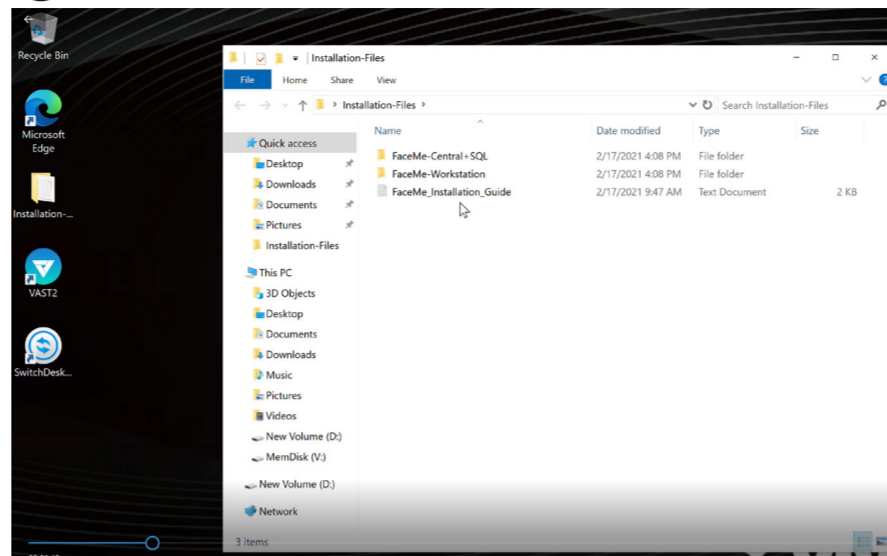 Recycle Bin
Microsoft
Edge
Installation-...
VAST2
SwitchDesk...
Installation-Files
File Home Share View
Installation-Files
Search Installation-Files
Name Date modified Type Size
FaceMe-Central+SQL 2/17/2021 4:08 PM File folder
FaceMe-Workstation 2/17/2021 4:08 PM File folder
FaceMe_Installation_Guide 2/17/2021 9:47 AM Text Document 2 KB
Quick access
Desktop
Downloads
Documents
Pictures
Installation-Files
This PC
3D Objects
Desktop
Documents
Downloads
Music
Pictures
Videos
New Volume (D:)
MemDisk (V:)
New Volume (D:)
Network
3 items